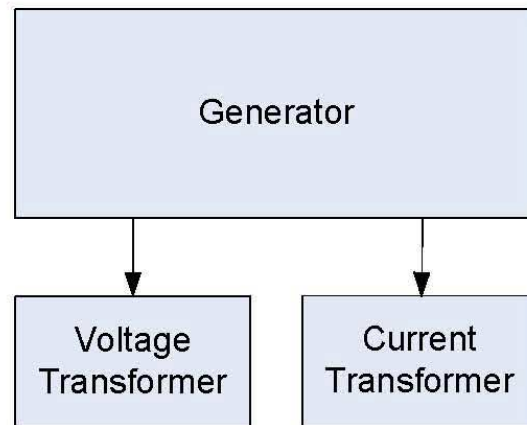 Generator
Voltage
Transformer
Current
Transformer